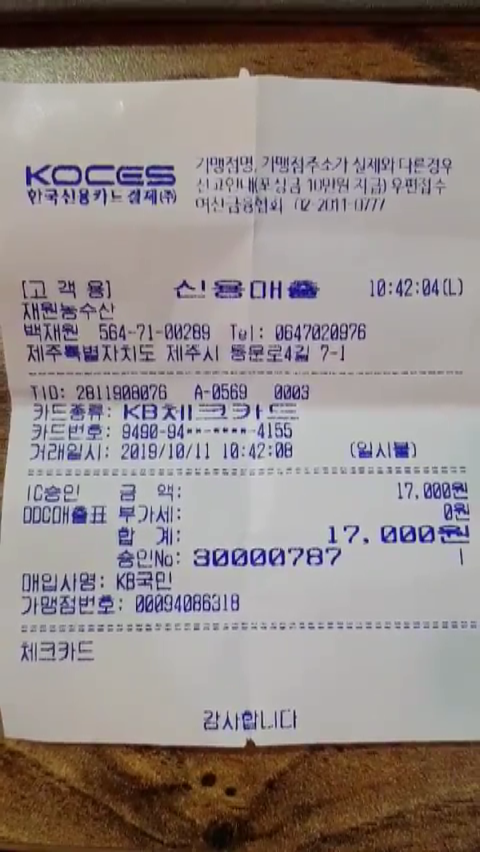 KOCES
한국신용카드결제(주)
가맹점명, 가맹점주소가 실제와 다른경우
신고안내(포상금 10만원 지급) 우편접수
여신금융협회 02-2011-0777
[고 객 용] 신용매출 10:42:04(L)
재원농수산
백재원 564-71-00289 Tel: 0647020976
제주특별자치도 제주시 동문로4길 7-1
TID: 2811908076 A-0569 0003
카드종류: KB체크카드
카드번호: 9490-94**-****-4155
거래일시: 2019/10/11 10:42:08 (일시불)
IC승인 금 액: 17,000원
DDC매출표 부가세: 0원
합 계: 17,000원
승인No: 30000787
매입사명: KB국민
가맹점번호: 00094086318
체크카드
감사합니다